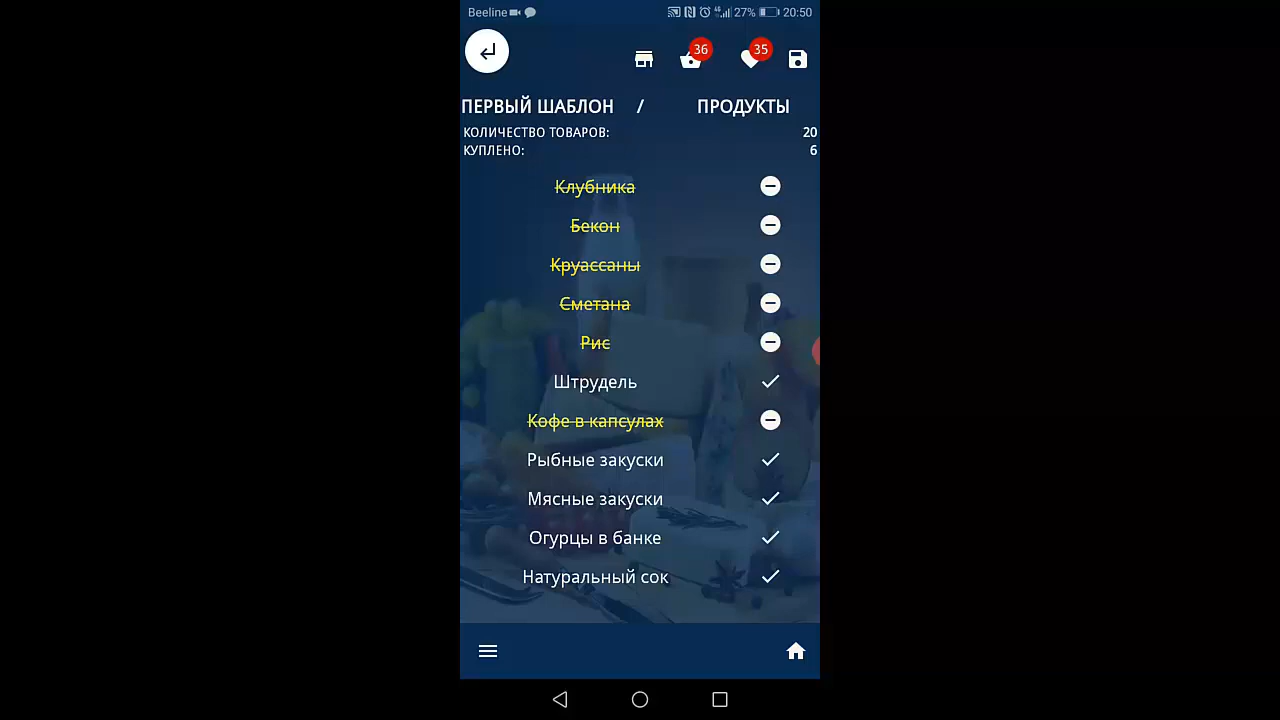 Beeline 4G 27% 20:50
36 35
ПЕРВЫЙ ШАБЛОН / ПРОДУКТЫ
КОЛИЧЕСТВО ТОВАРОВ: 20
КУПЛЕНО: 6
Клубника
Бекон
Круассаны
Сметана
Рис
Штрудель
Кофе в капсулах
Рыбные закуски
Мясные закуски
Огурцы в банке
Натуральный сок